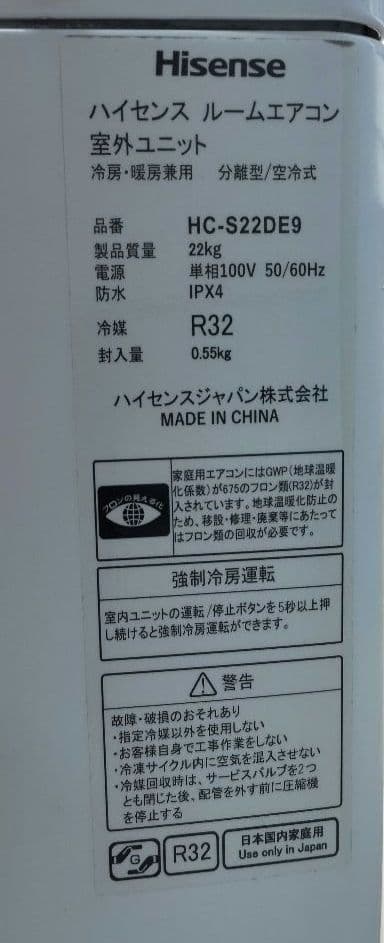 Hisense
ハイセンス ルームエアコン
室外ユニット
冷房・暖房兼用 分離型/空冷式
品番 HC-S22DE9
製品質量 22kg
電源 単相100V 50/60Hz
防水 IPX4
冷媒 R32
封入量 0.55kg
ハイセンスジャパン株式会社
MADE IN CHINA
フロンの見える化
家庭用エアコンにはGWP(地球温暖
化係数)が675のフロン類(R32)が封
入されています。地球温暖化防止の
ため、移設・修理・廃棄等にあたって
はフロン類の回収が必要です。
強制冷房運転
室内ユニットの運転/停止ボタンを5秒以上押
し続けると強制冷房運転ができます。
警告
故障・破損のおそれあり
・指定冷媒以外を使用しない
・お客様自身で工事作業をしない
・冷凍サイクル内に空気を混入させない
・冷媒回収時は、サービスバルブを2つ
とも閉じた後、配管を外す前に圧縮機
を停止する
G
R32
日本国内家庭用
Use only in Japan